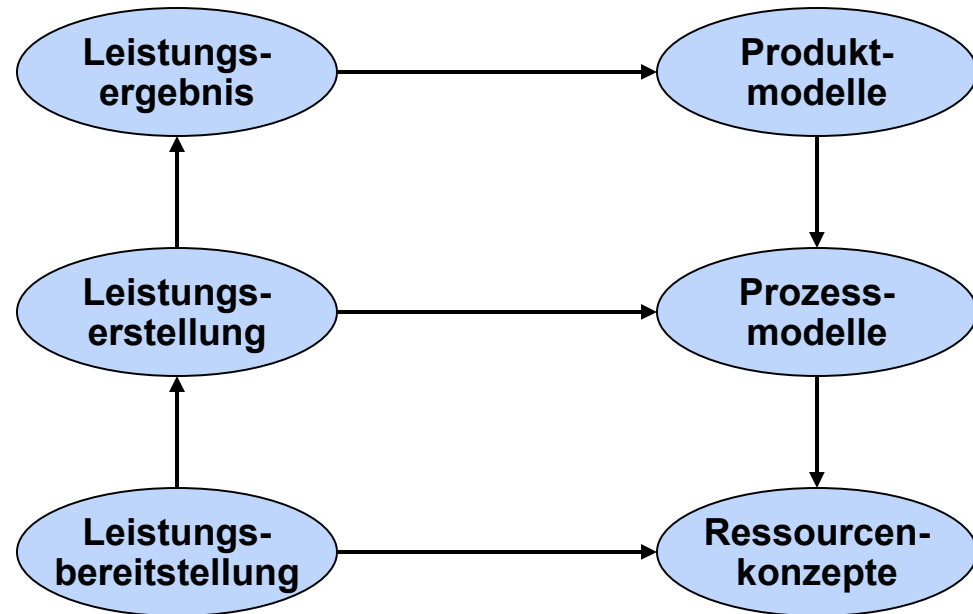 Leistungs-
ergebnis
Produkt-
modelle
Leistungs-
erstellung
Prozess-
modelle
Leistungs-
bereitstellung
Ressourcen-
konzepte